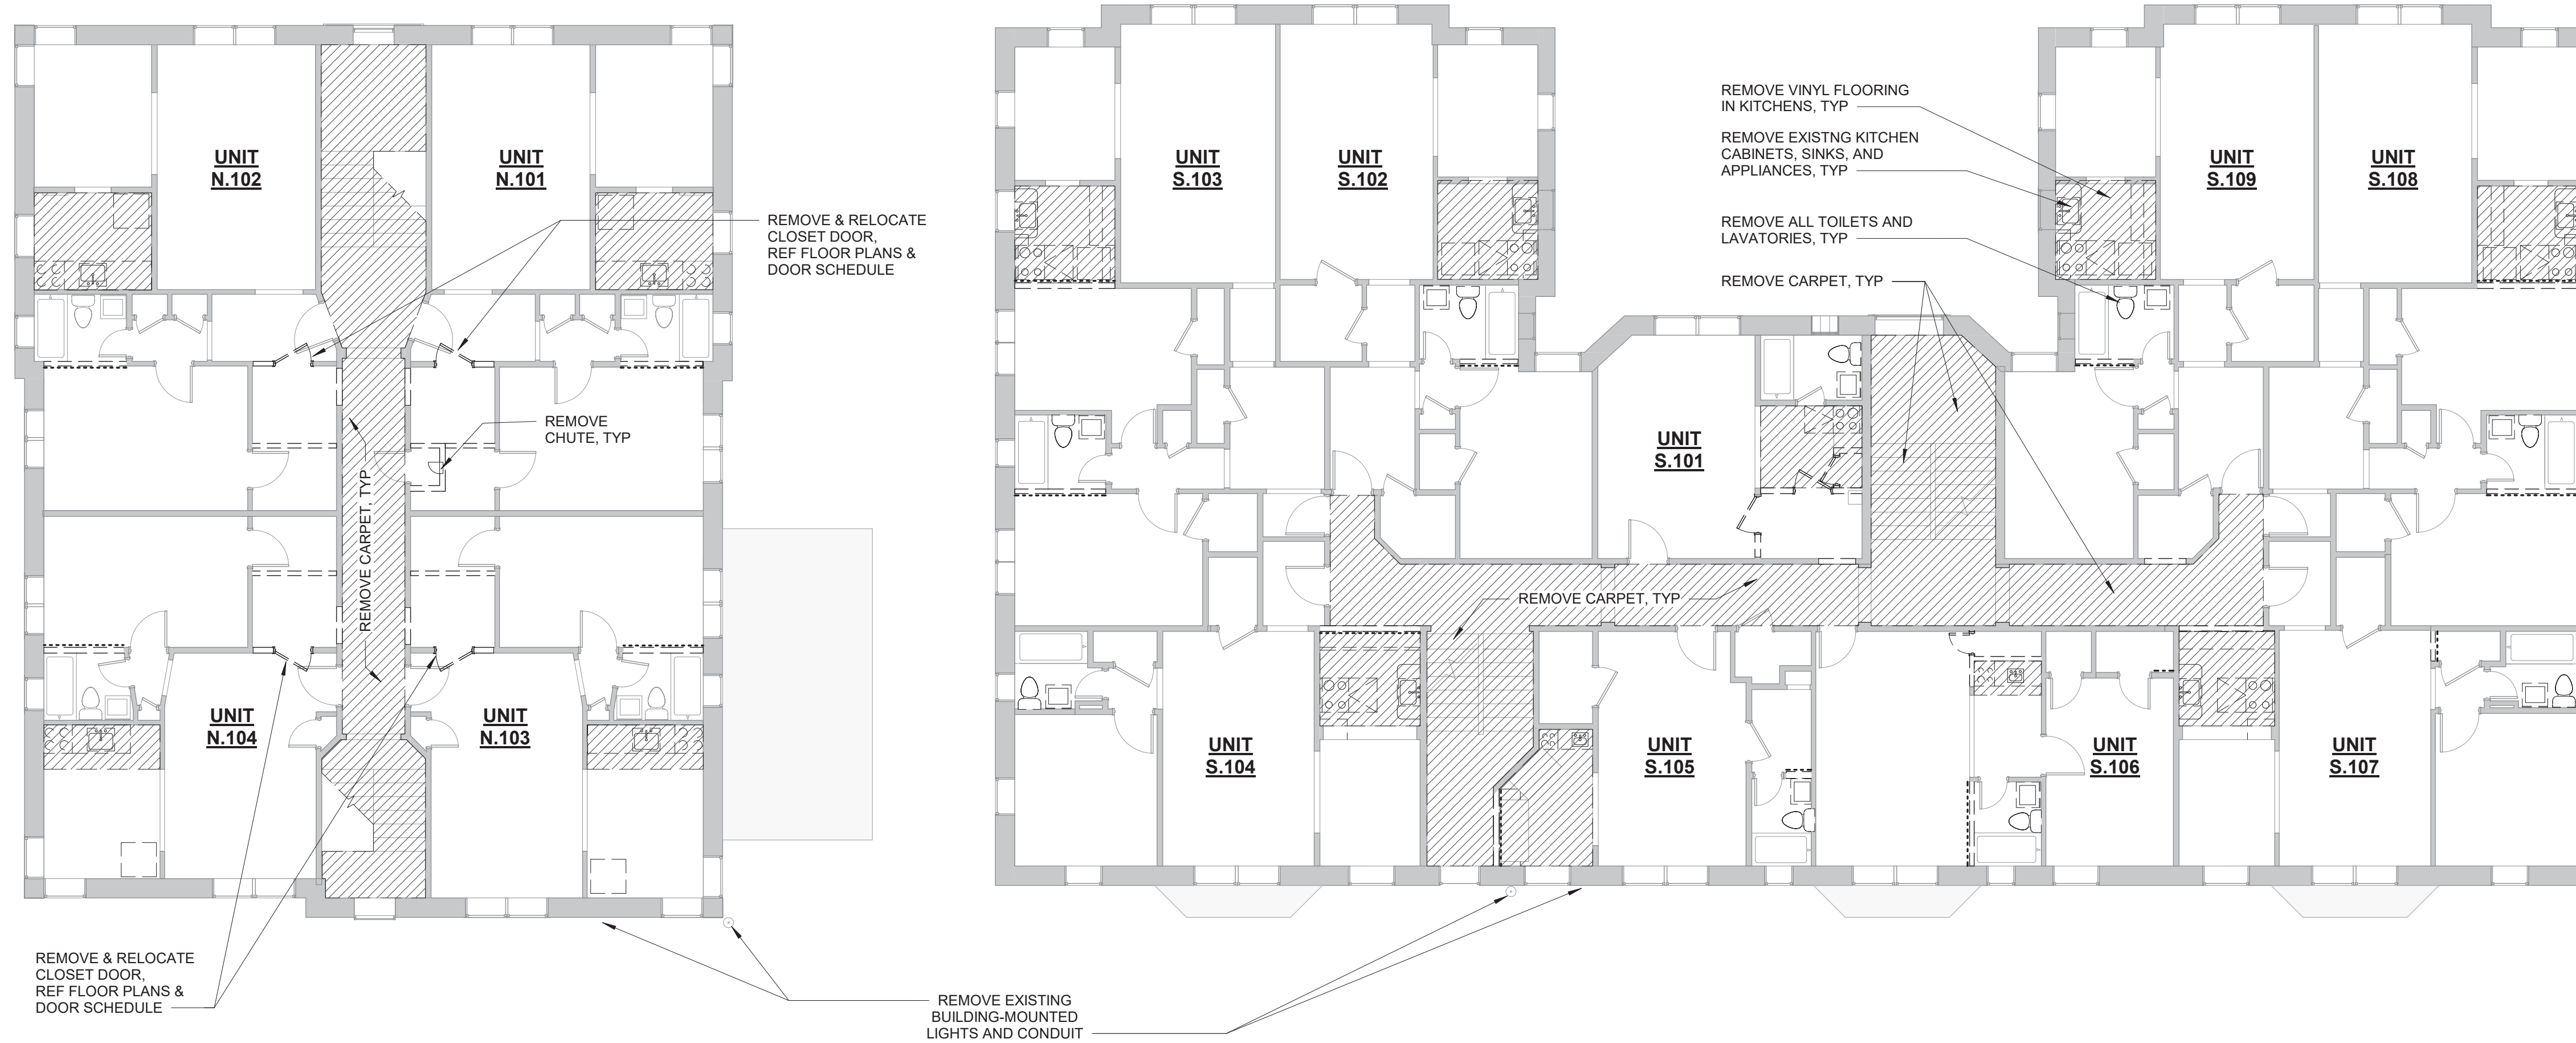 UNIT
N.102
UNIT
N.101
REMOVE & RELOCATE
CLOSET DOOR,
REF FLOOR PLANS &
DOOR SCHEDULE
REMOVE
CHUTE, TYP
REMOVE CARPET, TYP
UNIT
N.104
UNIT
N.103
REMOVE & RELOCATE
CLOSET DOOR,
REF FLOOR PLANS &
DOOR SCHEDULE
REMOVE EXISTING
BUILDING-MOUNTED
LIGHTS AND CONDUIT
UNIT
S.103
UNIT
S.102
REMOVE VINYL FLOORING
IN KITCHENS, TYP
REMOVE EXISTNG KITCHEN
CABINETS, SINKS, AND
APPLIANCES, TYP
REMOVE ALL TOILETS AND
LAVATORIES, TYP
REMOVE CARPET, TYP
UNIT
S.109
UNIT
S.108
UNIT
S.101
REMOVE CARPET, TYP
UNIT
S.104
UNIT
S.105
UNIT
S.106
UNIT
S.107